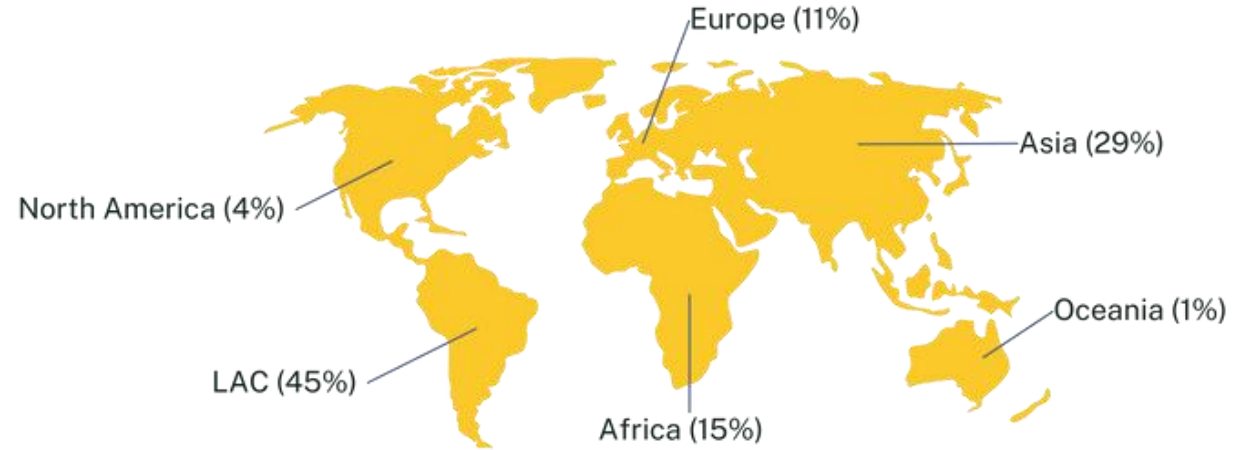 Europe (11%)
Asia (29%)
North America (4%)
Oceania (1%)
LAC (45%)
Africa (15%)